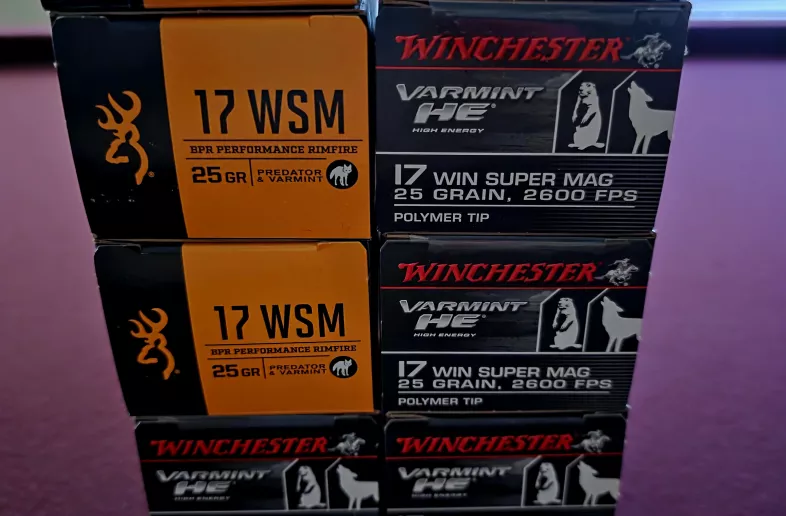 17 WSM
BPR PERFORMANCE RIMFIRE
25 GR PREDATOR
& VARMINT
WINCHESTER
VARMINT
HE®
HIGH ENERGY
17 WIN SUPER MAG
25 GRAIN, 2600 FPS
POLYMER TIP
17 WSM
BPR PERFORMANCE RIMFIRE
25 GR PREDATOR
& VARMINT
WINCHESTER
VARMINT
HE®
HIGH ENERGY
17 WIN SUPER MAG
25 GRAIN, 2600 FPS
POLYMER TIP
WINCHESTER
VARMINT
HE
HIGH ENERGY
WINCHESTER
VARMINT
HE
HIGH ENERGY